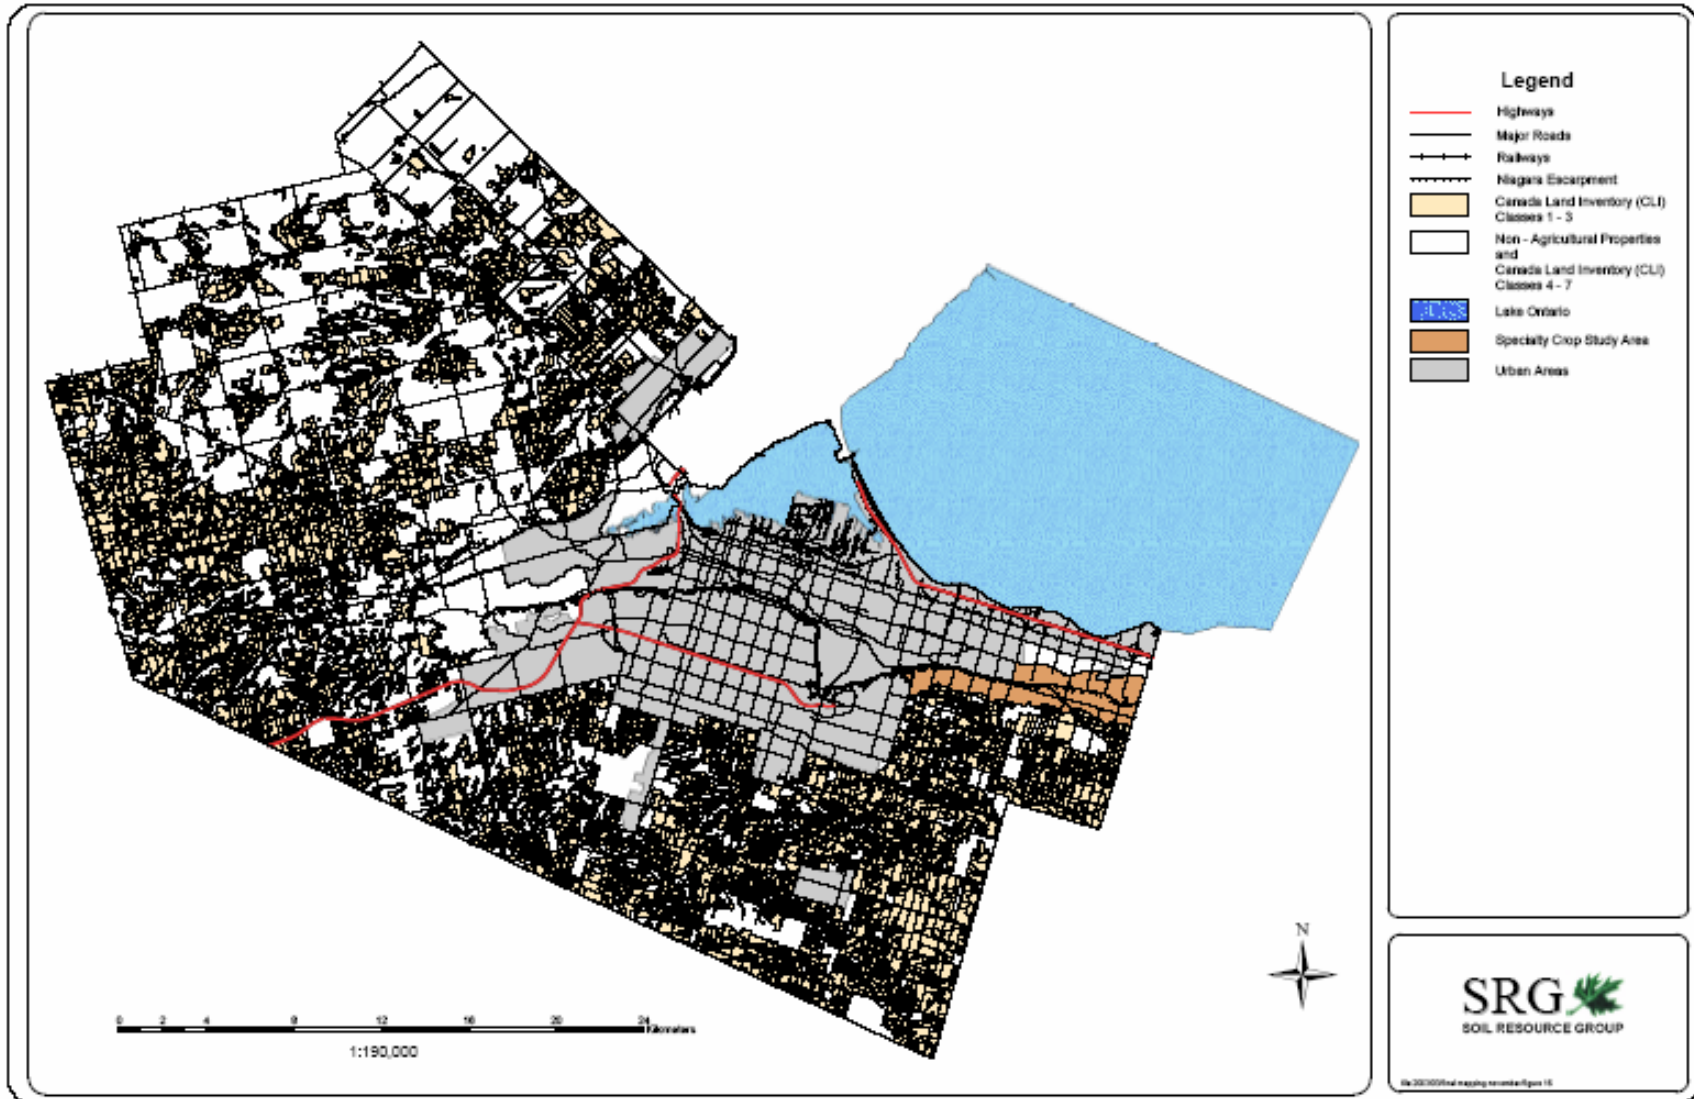 Legend
Highways
Major Roads
Railways
Niagara Escarpment
Canada Land Inventory (CLI)
Classes 1 - 3
Non - Agricultural Properties
and
Canada Land Inventory (CLI)
Classes 4 - 7
Lake Ontario
Specialty Crop Study Area
Urban Areas
N
0 2 4 8 12 16 20 24
Kilometers
1:190,000
SRG
SOIL RESOURCE GROUP